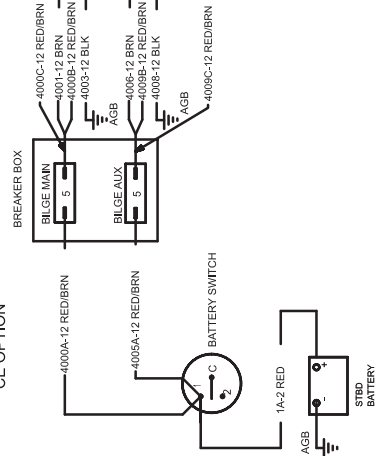 CE OPTION
BREAKER BOX
BILGE MAIN
5
BILGE AUX
5
4000C-12 RED/BRN
4001-12 BRN
4000B-12 RED/BRN
4003-12 BLK
AGB
4006-12 BRN
4009B-12 RED/BRN
4008-12 BLK
AGB
4009C-12 RED/BRN
4000A-12 RED/BRN
4005A-12 RED/BRN
BATTERY SWITCH
1
C
2
1A-2 RED
AGB
-
+
STBD
BATTERY